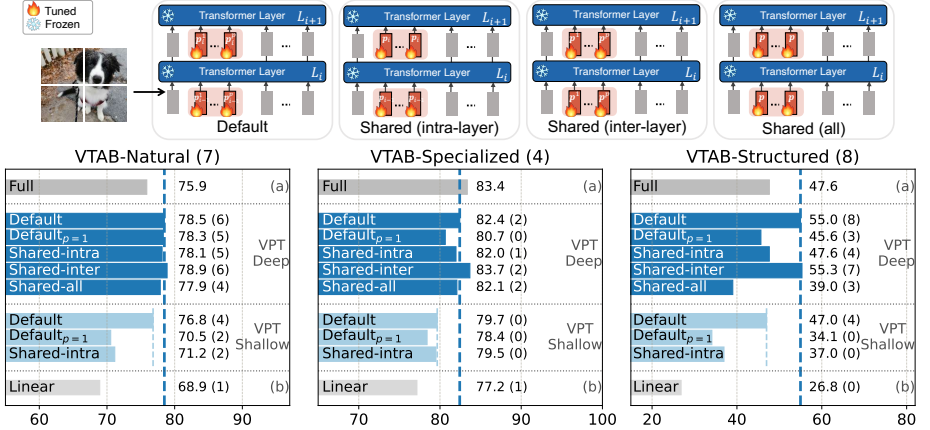 Tuned
Frozen
Transformer Layer L_{i+1}
Transformer Layer L_i
Default
Transformer Layer L_{i+1}
Transformer Layer L_i
Shared (intra-layer)
Transformer Layer L_{i+1}
Transformer Layer L_i
Shared (inter-layer)
Transformer Layer L_{i+1}
p ... p
Transformer Layer L_i
p ... p
Shared (all)
VTAB-Natural (7)
Full 75.9 (a)
Default 78.5 (6)
Default_{p=1} 78.3 (5)
Shared-intra 78.1 (5)
Shared-inter 78.9 (6)
Shared-all 77.9 (4)
VPT
Deep
Default 76.8 (4)
Default_{p=1} 70.5 (2)
Shared-intra 71.2 (2)
VPT
Shallow
Linear 68.9 (1) (b)
60 70 80 90
VTAB-Specialized (4)
Full 83.4 (a)
Default 82.4 (2)
Default_{p=1} 80.7 (0)
Shared-intra 82.0 (1)
Shared-inter 83.7 (2)
Shared-all 82.1 (2)
VPT
Deep
Default 79.7 (0)
Default_{p=1} 78.4 (0)
Shared-intra 79.5 (0)
VPT
Shallow
Linear 77.2 (1) (b)
70 80 90 100
VTAB-Structured (8)
Full 47.6 (a)
Default 55.0 (8)
Default_{p=1} 45.6 (3)
Shared-intra 47.6 (4)
Shared-inter 55.3 (7)
Shared-all 39.0 (3)
VPT
Deep
Default 47.0 (4)
Default_{p=1} 34.1 (0)
Shared-intra 37.0 (0)
VPT
Shallow
Linear 26.8 (0) (b)
20 40 60 80